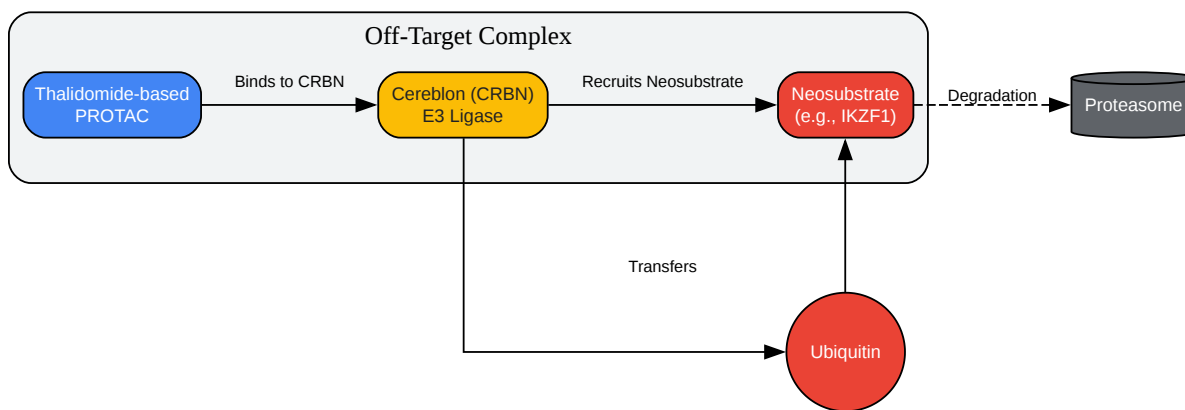 Off-Target Complex
Thalidomide-based
PROTAC
Binds to CRBN
Cereblon (CRBN)
E3 Ligase
Recruits Neosubstrate
Neosubstrate
(e.g., IKZF1)
Degradation
Proteasome
Transfers
Ubiquitin